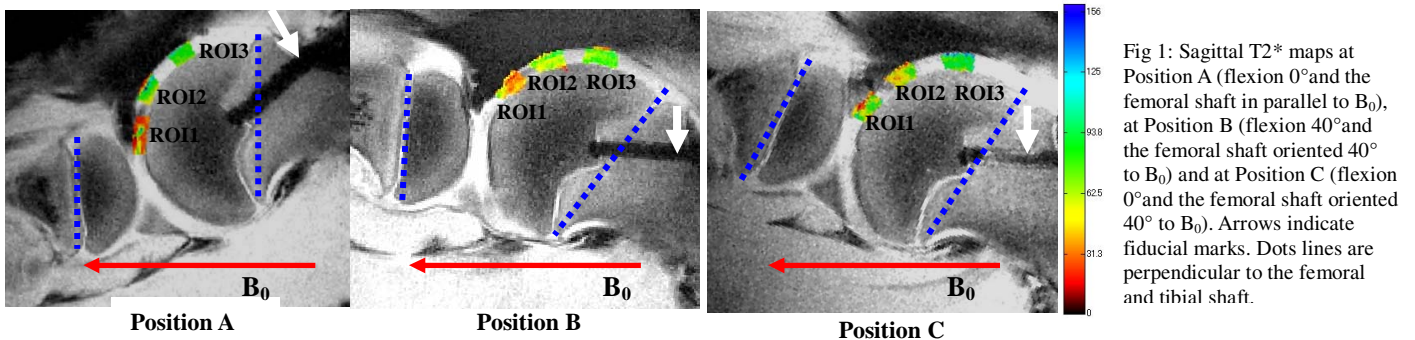 ROI3
ROI2
ROI1
B₀
Position A
ROI1
ROI2
ROI3
B₀
Position B
ROI1
ROI2
ROI3
B₀
Position C
156
125
93.8
62.5
31.3
0
Fig 1: Sagittal T2* maps at
Position A (flexion 0°and the
femoral shaft in parallel to B₀),
at Position B (flexion 40°and
the femoral shaft oriented 40°
to B₀) and at Position C (flexion
0°and the femoral shaft oriented
40° to B₀). Arrows indicate
fiducial marks. Dots lines are
perpendicular to the femoral
and tibial shaft.